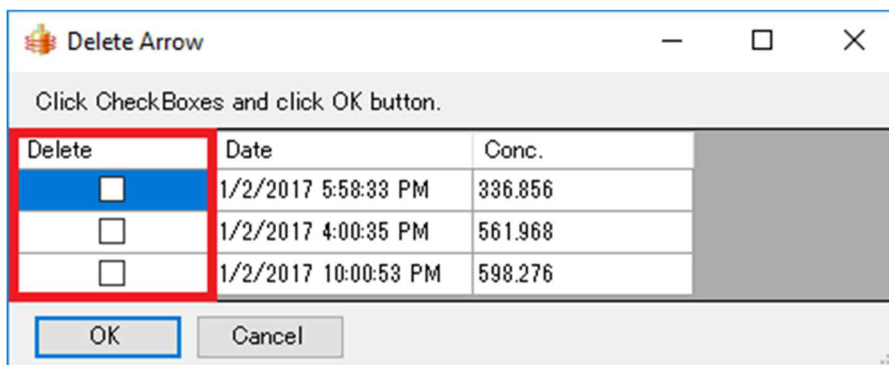 Delete Arrow
Click CheckBoxes and click OK button.
Delete Date Conc.
1/2/2017 5:58:33 PM 336.856
1/2/2017 4:00:35 PM 561.968
1/2/2017 10:00:53 PM 598.276
OK Cancel